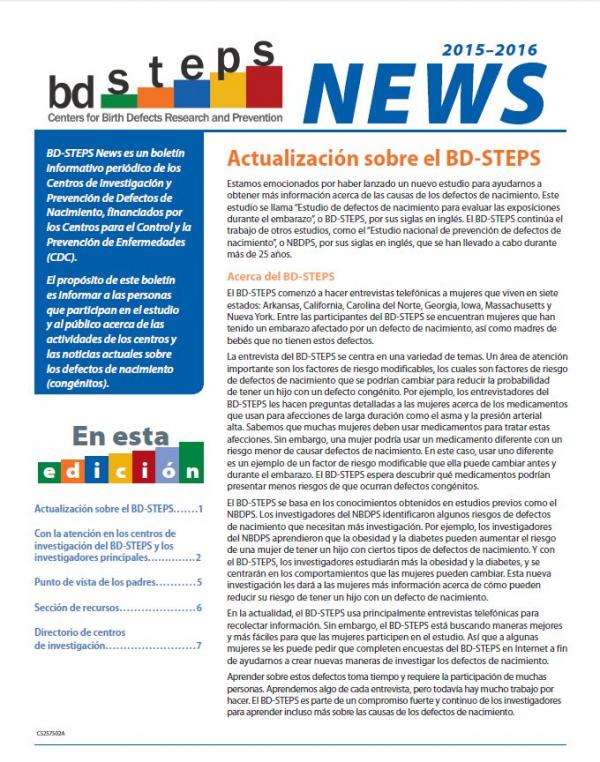 2015–2016
bd steps
NEWS
Centers for Birth Defects Research and Prevention
BD-STEPS News es un boletín
informativo periódico de los
Centros de Investigación y
Prevención de Defectos de
Nacimiento, financiados por
los Centros para el Control y la
Prevención de Enfermedades
(CDC).
El propósito de este boletín
es informar a las personas
que participan en el estudio
y al público acerca de las
actividades de los centros y
las noticias actuales sobre
los defectos de nacimiento
(congénitos).
En esta
edición
Actualización sobre el BD-STEPS.......1
Con la atención en los centros de
investigación del BD-STEPS y los
investigadores principales..............2
Punto de vista de los padres..........5
Sección de recursos...................6
Directorio de centros
de investigación......................7
Actualización sobre el BD-STEPS
Estamos emocionados por haber lanzado un nuevo estudio para ayudarnos a
obtener más información acerca de las causas de los defectos de nacimiento. Este
estudio se llama “Estudio de defectos de nacimiento para evaluar las exposiciones
durante el embarazo”, o BD-STEPS, por sus siglas en inglés. El BD-STEPS continúa el
trabajo de otros estudios, como el “Estudio nacional de prevención de defectos de
nacimiento”, o NBDPS, por sus siglas en inglés, que se han llevado a cabo durante
más de 25 años.
Acerca del BD-STEPS
El BD-STEPS comenzó a hacer entrevistas telefónicas a mujeres que viven en siete
estados: Arkansas, California, Carolina del Norte, Georgia, Iowa, Massachusetts y
Nueva York. Entre las participantes del BD-STEPS se encuentran mujeres que han
tenido un embarazo afectado por un defecto de nacimiento, así como madres de
bebés que no tienen estos defectos.
La entrevista del BD-STEPS se centra en una variedad de temas. Un área de atención
importante son los factores de riesgo modificables, los cuales son factores de riesgo
de defectos de nacimiento que se podrían cambiar para reducir la probabilidad
de tener un hijo con un defecto congénito. Por ejemplo, los entrevistadores del
BD-STEPS les hacen preguntas detalladas a las mujeres acerca de los medicamentos
que usan para afecciones de larga duración como el asma y la presión arterial
alta. Sabemos que muchas mujeres deben usar medicamentos para tratar estas
afecciones. Sin embargo, una mujer podría usar un medicamento diferente con un
riesgo menor de causar defectos de nacimiento. En este caso, usar uno diferente
es un ejemplo de un factor de riesgo modificable que ella puede cambiar antes y
durante el embarazo. El BD-STEPS espera descubrir qué medicamentos podrían
presentar menos riesgos de que ocurran defectos congénitos.
El BD-STEPS se basa en los conocimientos obtenidos en estudios previos como el
NBDPS. Los investigadores del NBDPS identificaron algunos riesgos de defectos
de nacimiento que necesitan más investigación. Por ejemplo, los investigadores
del NBDPS aprendieron que la obesidad y la diabetes pueden aumentar el riesgo
de una mujer de tener un hijo con ciertos tipos de defectos de nacimiento. Y con
el BD-STEPS, los investigadores estudiarán más la obesidad y la diabetes, y se
centrarán en los comportamientos que las mujeres pueden cambiar. Esta nueva
investigación les dará a las mujeres más información acerca de cómo pueden
reducir su riesgo de tener un hijo con un defecto de nacimiento.
En la actualidad, el BD-STEPS usa principalmente entrevistas telefónicas para
recolectar información. Sin embargo, el BD-STEPS está buscando maneras mejores
y más fáciles para que las mujeres participen en el estudio. Así que a algunas
mujeres se les puede pedir que completen encuestas del BD-STEPS en Internet a fin
de ayudarnos a crear nuevas maneras de investigar los defectos de nacimiento.
Aprender sobre estos defectos toma tiempo y requiere la participación de muchas
personas. Aprendemos algo de cada entrevista, pero todavía hay mucho trabajo por
hacer. El BD-STEPS es parte de un compromiso fuerte y continuo de los investigadores
para aprender incluso más sobre las causas de los defectos de nacimiento.
CS257502A